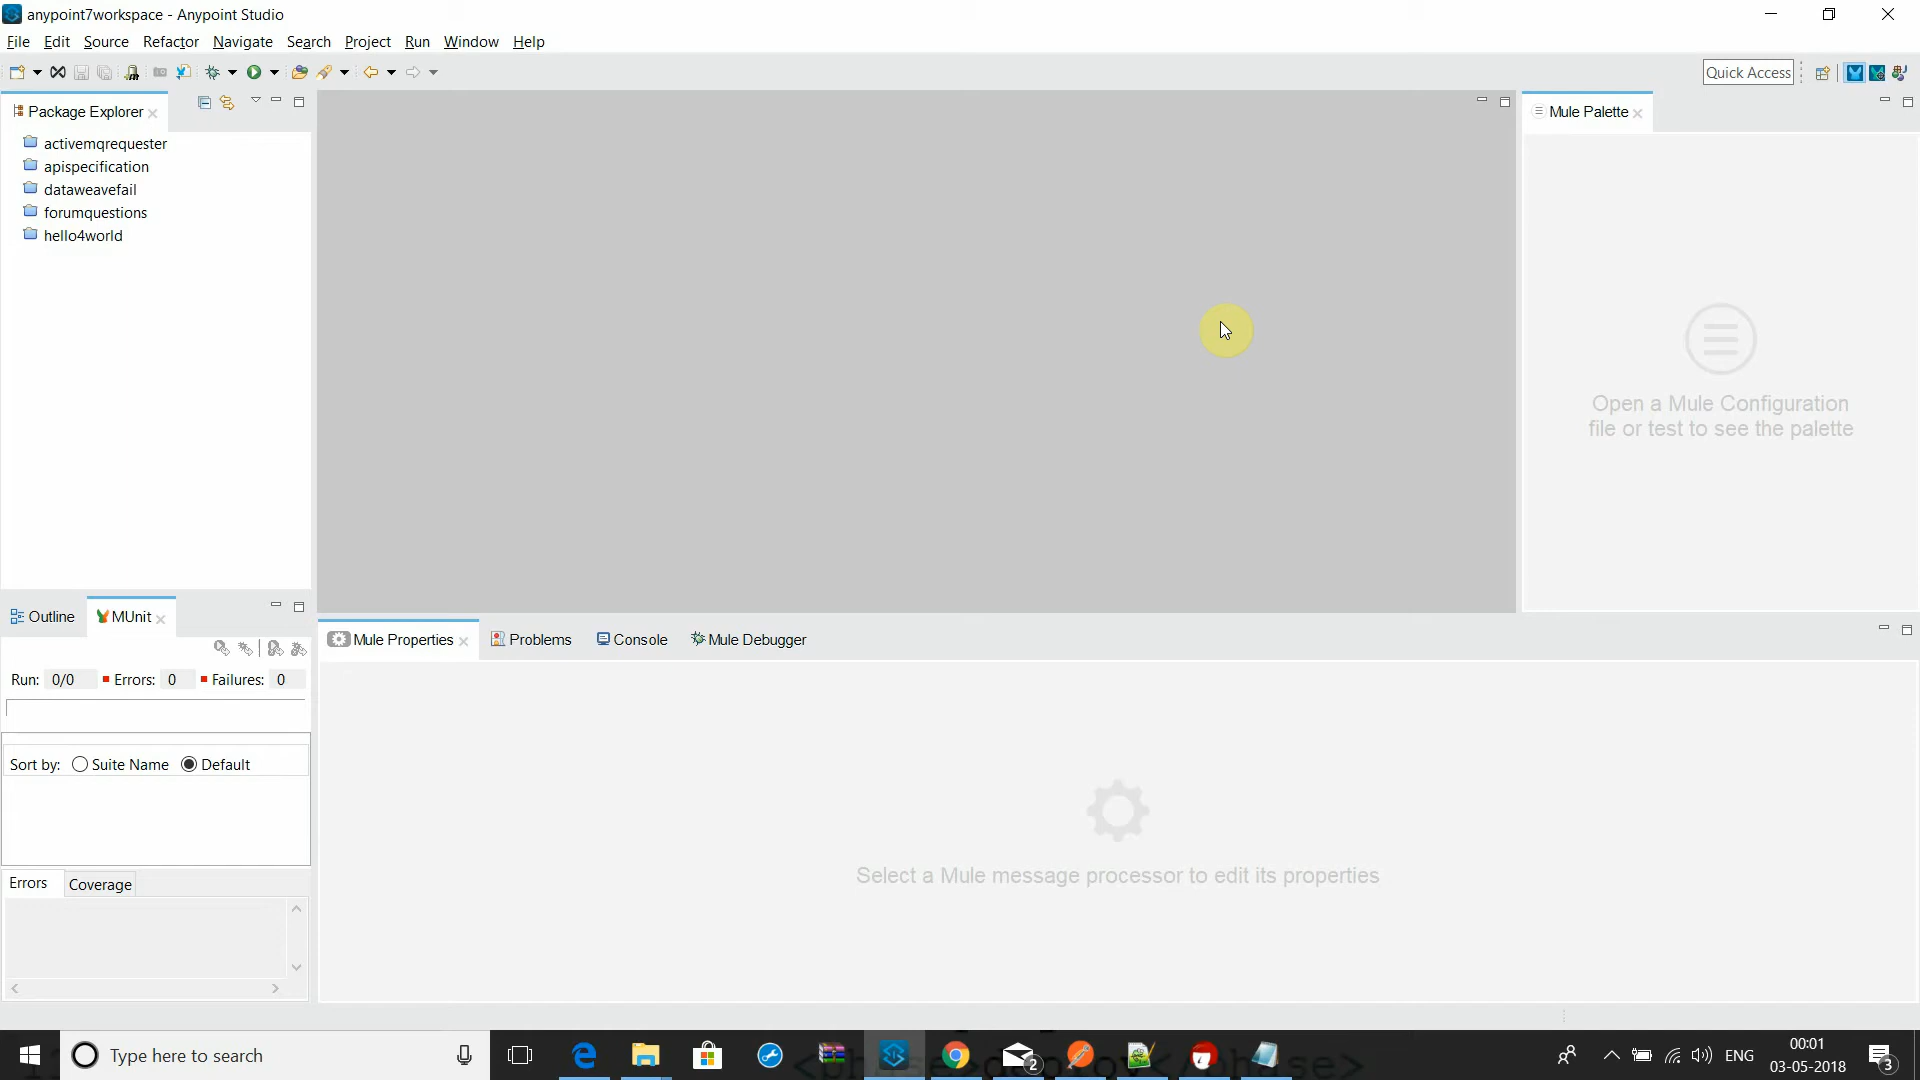 anypoint7workspace - Anypoint Studio
File Edit Source Refactor Navigate Search Project Run Window Help
Quick Access
Package Explorer
activemqrequester
apispecification
dataweavefail
forumquestions
hello4world
Mule Palette
Open a Mule Configuration
file or test to see the palette
Outline MUnit
Run: 0/0 Errors: 0 Failures: 0
Sort by: Suite Name Default
Errors Coverage
Mule Properties Problems Console Mule Debugger
Select a Mule message processor to edit its properties
Type here to search
2
ENG
00:01
03-05-2018
3